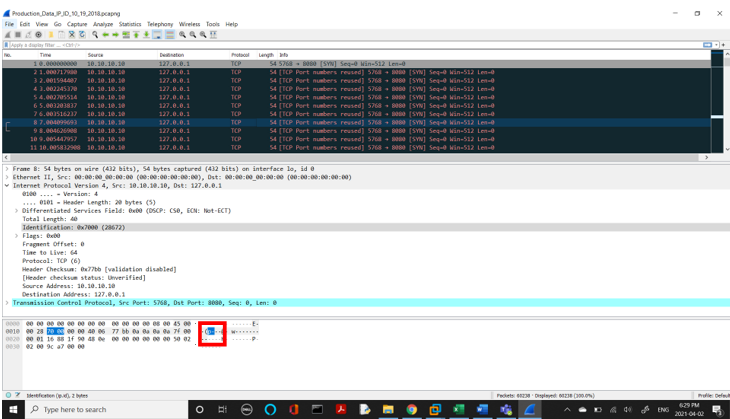 Production_Data_IP_ID_10_19_2018.pcapng
File Edit View Go Capture Analyze Statistics Telephony Wireless Tools Help
Apply a display filter ... <Ctrl-/>
No. Time Source Destination Protocol Length Info
1 0.000000000 10.10.10.10 127.0.0.1 TCP 54 5768 → 8080 [SYN] Seq=0 Win=512 Len=0
2 1.000717980 10.10.10.10 127.0.0.1 TCP 54 [TCP Port numbers reused] 5768 → 8080 [SYN] Seq=0 Win=512 Len=0
3 2.001594407 10.10.10.10 127.0.0.1 TCP 54 [TCP Port numbers reused] 5768 → 8080 [SYN] Seq=0 Win=512 Len=0
4 3.002245370 10.10.10.10 127.0.0.1 TCP 54 [TCP Port numbers reused] 5768 → 8080 [SYN] Seq=0 Win=512 Len=0
5 4.002705514 10.10.10.10 127.0.0.1 TCP 54 [TCP Port numbers reused] 5768 → 8080 [SYN] Seq=0 Win=512 Len=0
6 5.003203837 10.10.10.10 127.0.0.1 TCP 54 [TCP Port numbers reused] 5768 → 8080 [SYN] Seq=0 Win=512 Len=0
7 6.003516237 10.10.10.10 127.0.0.1 TCP 54 [TCP Port numbers reused] 5768 → 8080 [SYN] Seq=0 Win=512 Len=0
8 7.004099693 10.10.10.10 127.0.0.1 TCP 54 [TCP Port numbers reused] 5768 → 8080 [SYN] Seq=0 Win=512 Len=0
9 8.004626908 10.10.10.10 127.0.0.1 TCP 54 [TCP Port numbers reused] 5768 → 8080 [SYN] Seq=0 Win=512 Len=0
10 9.005447957 10.10.10.10 127.0.0.1 TCP 54 [TCP Port numbers reused] 5768 → 8080 [SYN] Seq=0 Win=512 Len=0
11 10.005832908 10.10.10.10 127.0.0.1 TCP 54 [TCP Port numbers reused] 5768 → 8080 [SYN] Seq=0 Win=512 Len=0
Frame 8: 54 bytes on wire (432 bits), 54 bytes captured (432 bits) on interface lo, id 0
Ethernet II, Src: 00:00:00_00:00:00 (00:00:00:00:00:00), Dst: 00:00:00_00:00:00 (00:00:00:00:00:00)
Internet Protocol Version 4, Src: 10.10.10.10, Dst: 127.0.0.1
0100 .... = Version: 4
.... 0101 = Header Length: 20 bytes (5)
Differentiated Services Field: 0x00 (DSCP: CS0, ECN: Not-ECT)
Total Length: 40
Identification: 0x7000 (28672)
Flags: 0x00
Fragment Offset: 0
Time to Live: 64
Protocol: TCP (6)
Header Checksum: 0x77bb [validation disabled]
[Header checksum status: Unverified]
Source Address: 10.10.10.10
Destination Address: 127.0.0.1
Transmission Control Protocol, Src Port: 5768, Dst Port: 8080, Seq: 0, Len: 0
0000 00 00 00 00 00 00 00 00 00 00 00 00 08 00 45 00 ········ ······E·
0010 00 28 70 00 00 00 40 06 77 bb 0a 0a 0a 0a 7f 00 ·(p···@· w·······
0020 00 01 16 88 1f 90 48 0e 00 00 00 00 00 00 50 02
0030 02 00 9c a7 00 00
Identification (ip.id), 2 bytes
Packets: 60238 · Displayed: 60238 (100.0%)
Profile: Default
Type here to search
ENG
6:29 PM
2021-04-02